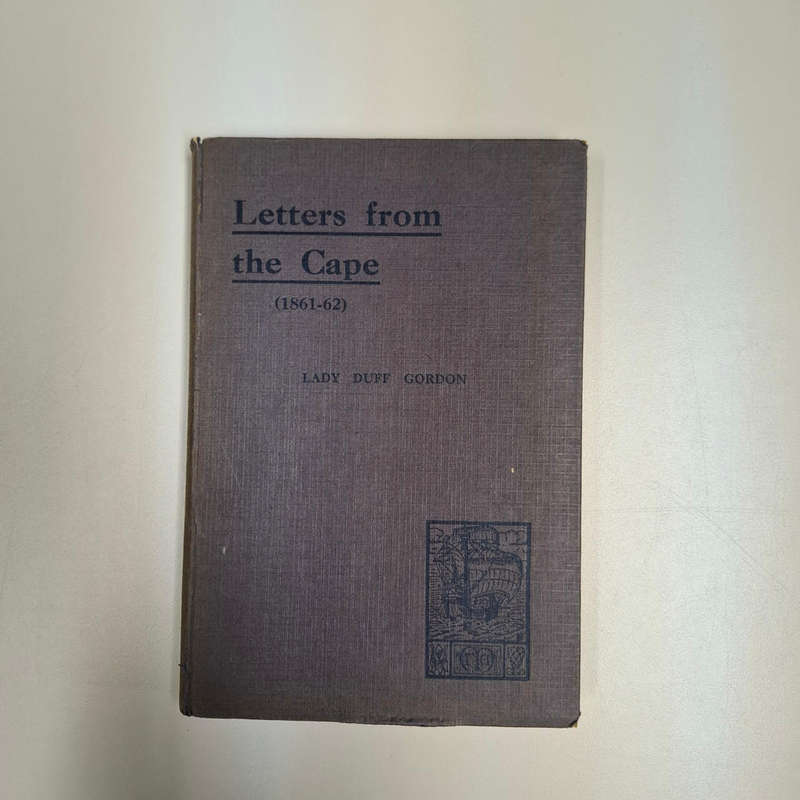 Letters from
the Cape
(1861-62)
LADY DUFF GORDON